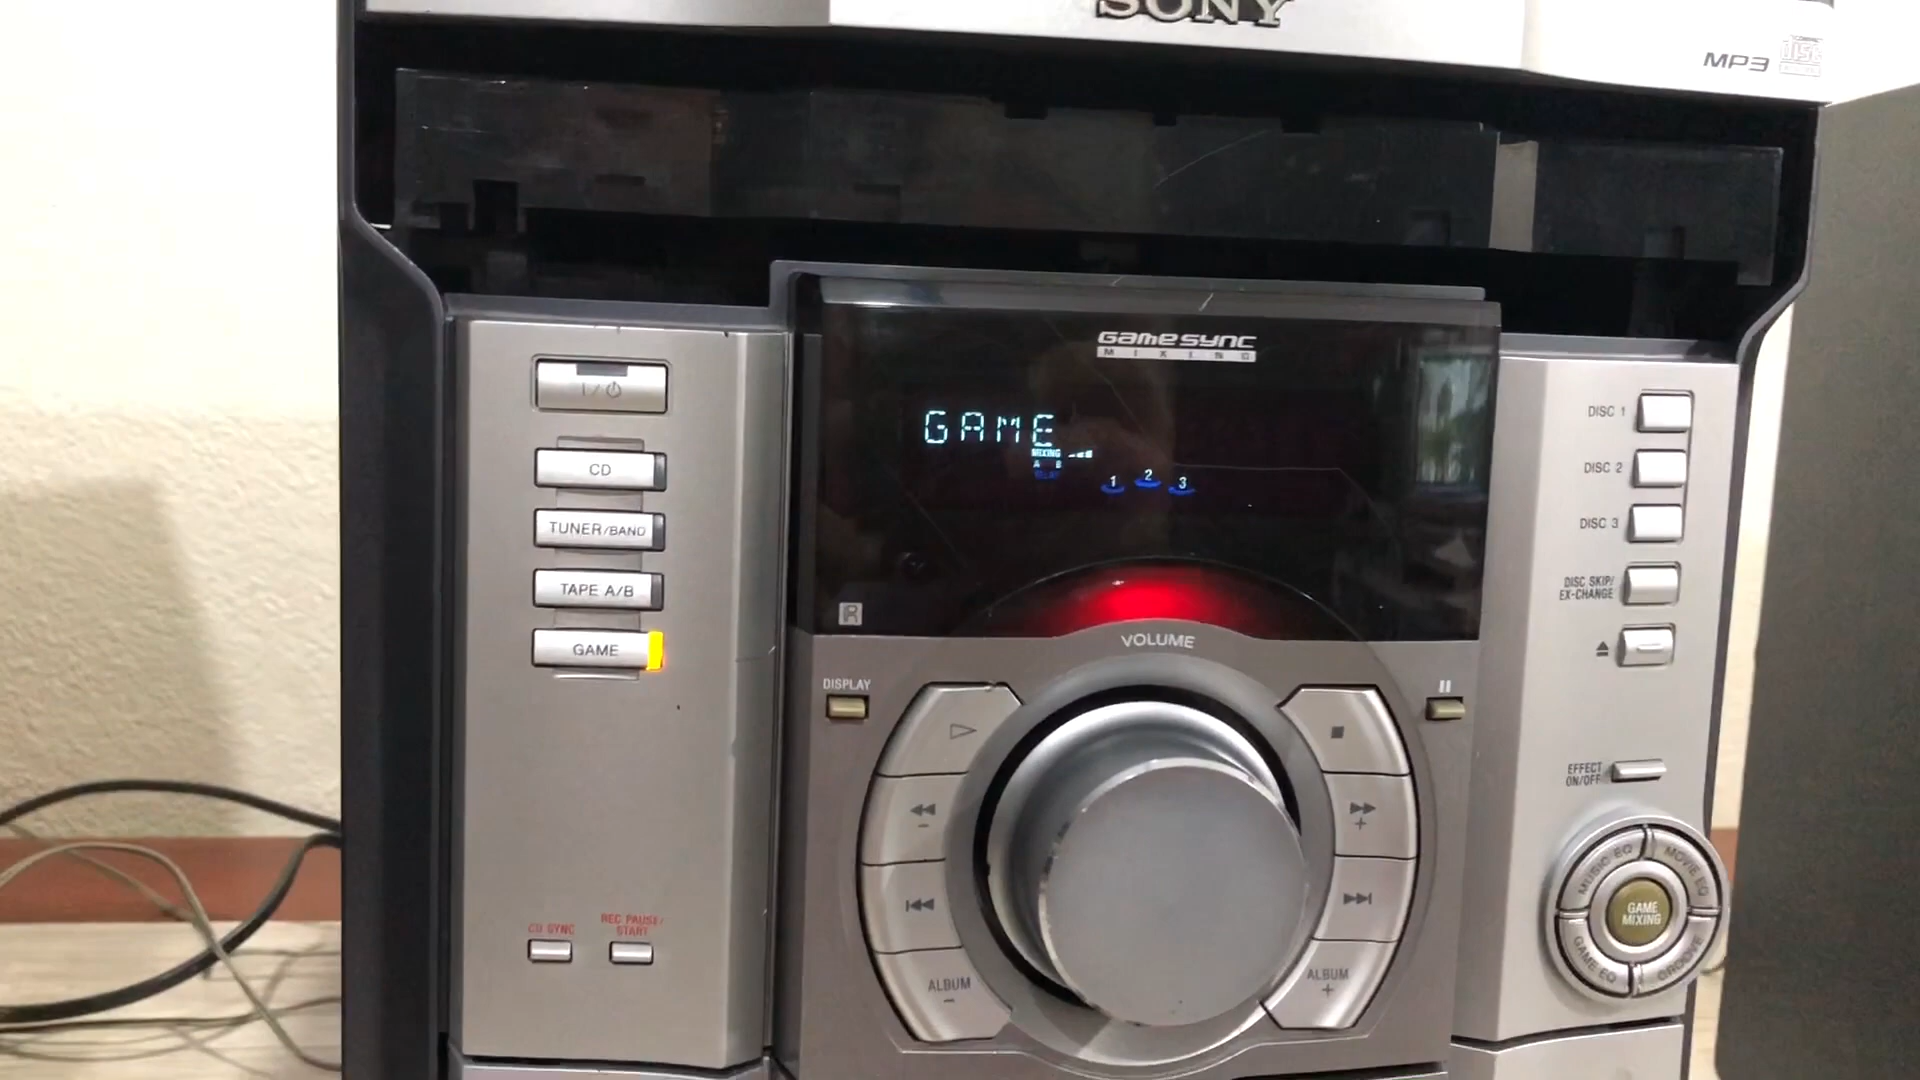 SONY
MP3
COMPACT
disc
GAME SYNC
MIXING
GAME
MIXING
A B
1 2 3
I/
CD
TUNER/BAND
TAPE A/B
GAME
CD SYNC
REC PAUSE/
START
R
VOLUME
DISPLAY
ALBUM
−
ALBUM
+
DISC 1
DISC 2
DISC 3
DISC SKIP/
EX-CHANGE
EFFECT
ON/OFF
MUSIC EQ
MOVIE EQ
GAME
MIXING
GAME EQ
GROOVE